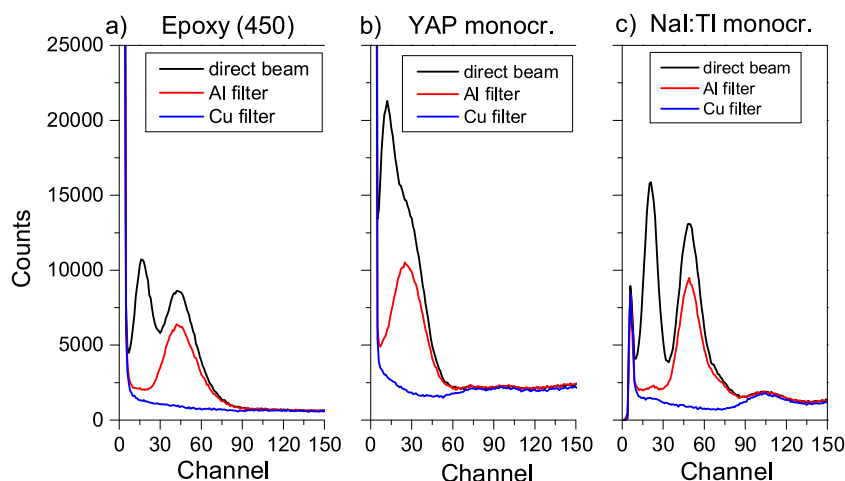 a) Epoxy (450)
b) YAP monocr.
c) NaI:Tl monocr.
25000
20000
15000
10000
5000
0
Counts
direct beam
Al filter
Cu filter
direct beam
Al filter
Cu filter
direct beam
Al filter
Cu filter
0 30 60 90 120 150
0 30 60 90 120 150
0 30 60 90 120 150
Channel
Channel
Channel